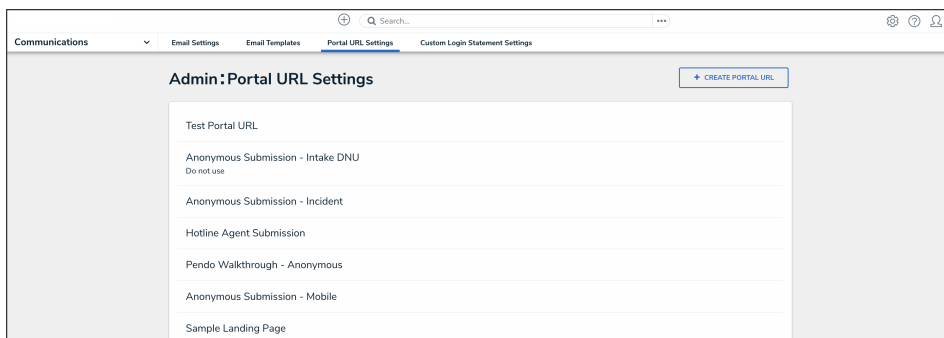 Search...
Communications
Email Settings Email Templates Portal URL Settings Custom Login Statement Settings
Admin:Portal URL Settings
+ CREATE PORTAL URL
Test Portal URL
Anonymous Submission - Intake DNU
Do not use
Anonymous Submission - Incident
Hotline Agent Submission
Pendo Walkthrough - Anonymous
Anonymous Submission - Mobile
Sample Landing Page